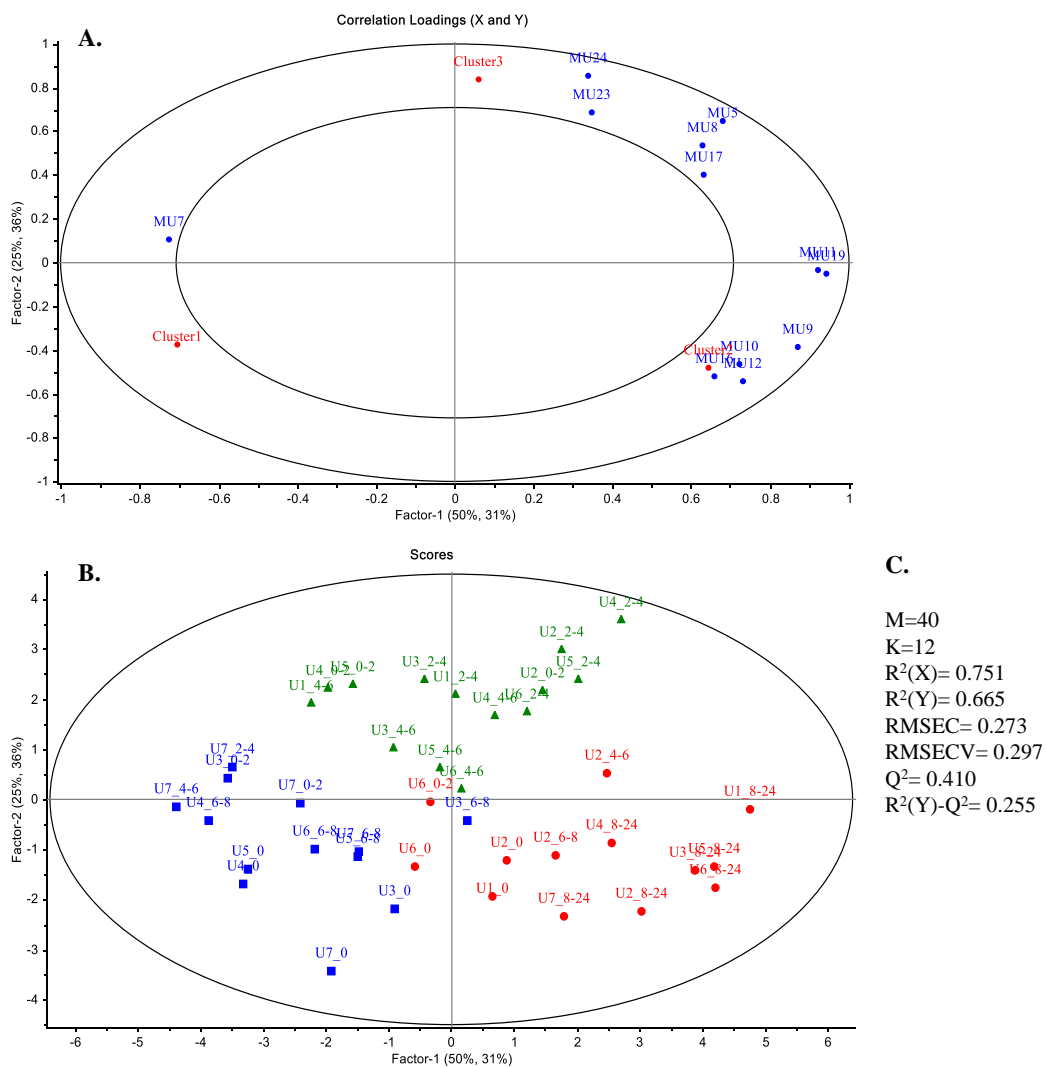 Correlation Loadings (X and Y)
A.
1
Cluster3
MU24
0.8
MU23
MU5
0.6
MU8
MU17
0.4
MU7
0.2
Factor-2 (25%, 36%)
0
MU11
MU19
-0.2
Cluster1
MU9
-0.4
Cluster2
MU10
MU16
MU12
-0.6
-0.8
-1
-1 -0.8 -0.6 -0.4 -0.2 0 0.2 0.4 0.6 0.8 1
Factor-1 (50%, 31%)
Scores
B.
4
U4_2-4
U2_2-4
3
U4_0-2 U5_0-2 U3_2-4 U2_0-2 U5_2-4
U1_4-6 U1_2-4
2
U4_4-6 U6_2-4
U3_4-6
1
U7_2-4 U5_4-6 U2_4-6
U3_0-2 U6_4-6
U7_4-6 U7_0-2 U6_0-2
0
U4_6-8 U3_6-8 U1_8-24
U6_6-8 U7_6-8 U4_8-24
U5_6-8 U2_0 U2_6-8
-1
U5_0 U6_0 U3_8-24 U5_8-24
U4_0 U6_8-24
U3_0 U1_0 U7_8-24 U2_8-24
-2
U7_0
-3
-4
Factor-2 (25%, 36%)
-6 -5 -4 -3 -2 -1 0 1 2 3 4 5 6
Factor-1 (50%, 31%)
C.
M=40
K=12
R²(X)= 0.751
R²(Y)= 0.665
RMSEC= 0.273
RMSECV= 0.297
Q²= 0.410
R²(Y)-Q²= 0.255